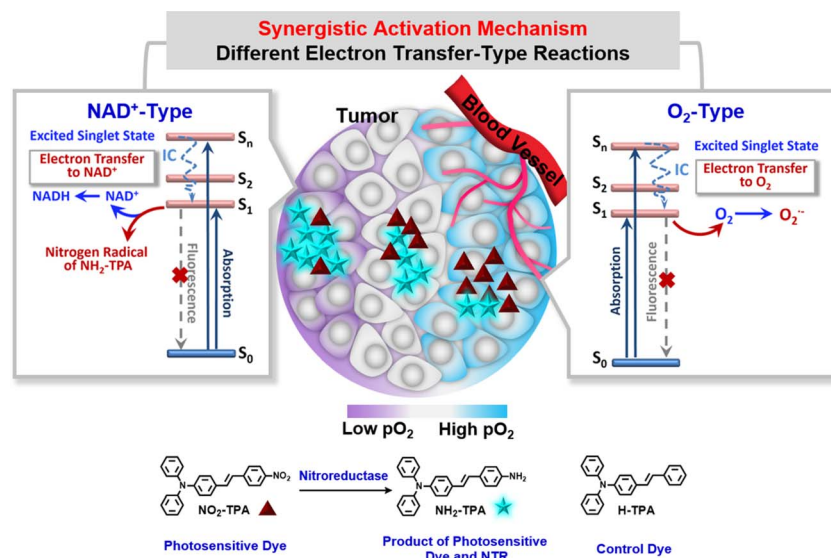 Synergistic Activation Mechanism
Different Electron Transfer-Type Reactions
NAD⁺-Type
Excited Singlet State
Electron Transfer
to NAD⁺
NADH
NAD⁺
Nitrogen Radical
of NH₂-TPA
IC
Sₙ
S₂
S₁
Fluorescence
Absorption
S₀
Tumor
Blood Vessel
Low pO₂
High pO₂
O₂-Type
Sₙ
Excited Singlet State
IC
Electron Transfer
to O₂
S₂
S₁
O₂
O₂·⁻
Absorption
Fluorescence
S₀
N
NO₂
NO₂-TPA
Photosensitive Dye
Nitroreductase
N
NH₂
NH₂-TPA
Product of Photosensitive
Dye and NTR
N
H-TPA
Control Dye